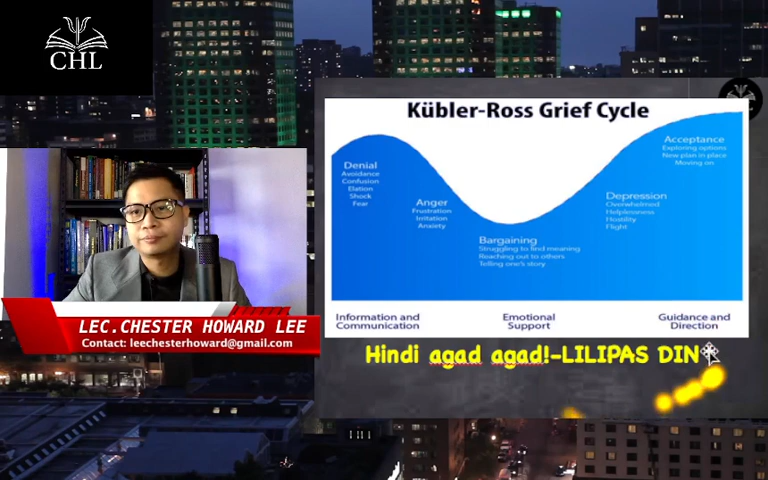 CHL
Kübler-Ross Grief Cycle
Denial
Avoidance
Confusion
Elation
Shock
Fear
Anger
Frustration
Irritation
Anxiety
Bargaining
Struggling to find meaning
Reaching out to others
Telling one's story
Depression
Overwhelmed
Helplessness
Hostility
Flight
Acceptance
Exploring options
New plan in place
Moving on
Information and
Communication
Emotional
Support
Guidance and
Direction
Hindi agad agad!-LILIPAS DIN
LEC.CHESTER HOWARD LEE
Contact: leechesterhoward@gmail.com